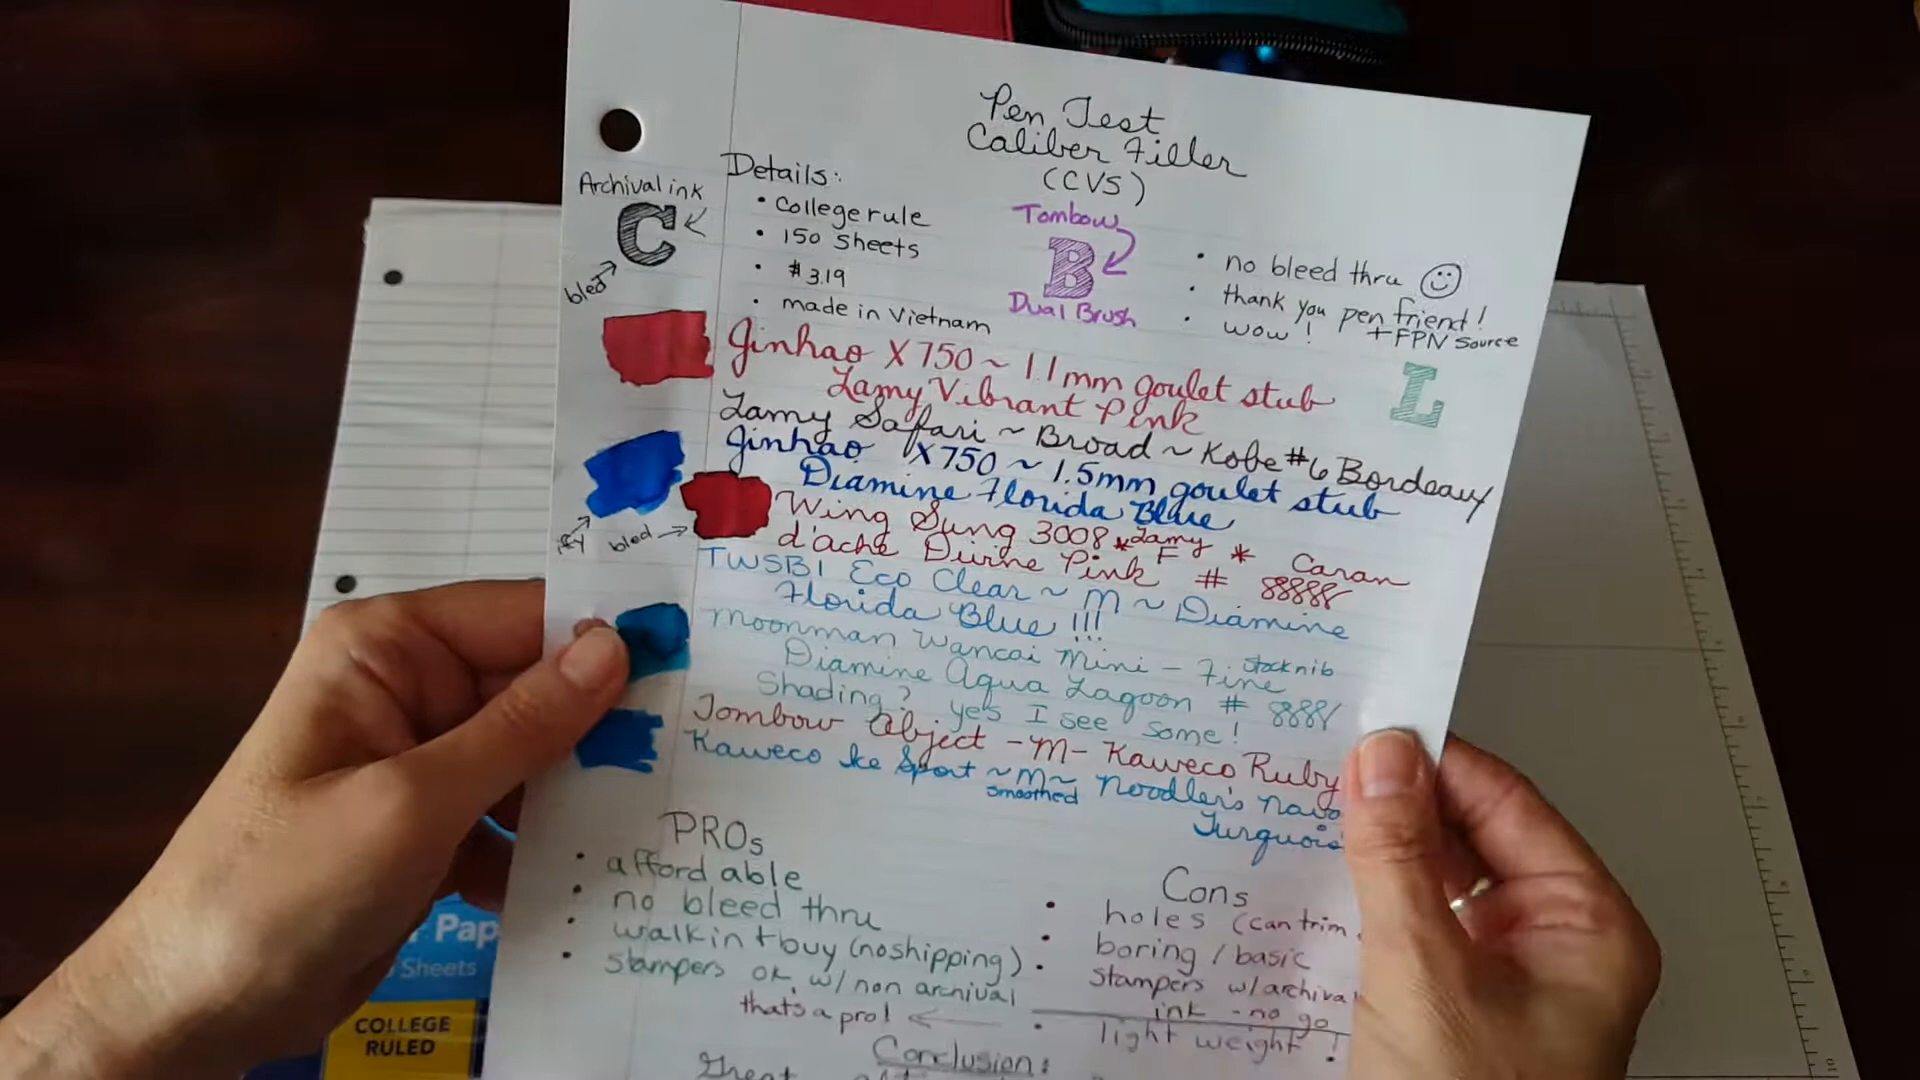 Pen Test
Caliber Filler
(CVS)
Archival ink
C
bled
Details:
• College rule
• 150 Sheets
• $3.19
• made in Vietnam
Tombow
B
Dual Brush
• no bleed thru
• thank you pen friend!
+ FPN source
• wow!
L
Jinhao X750 ~ 1.1mm goulet stub
Lamy Vibrant Pink
Lamy Safari ~ Broad ~ Kobe #6 Bordeaux
Jinhao X750 ~ 1.5mm goulet stub
Diamine Florida Blue
iffy
bled
Wing Sung 3008 * Lamy F * Caran
d'ache Divine Pink # 88888
TWSBI Eco Clear ~ M ~ Diamine
Florida Blue !!!
Moonman Wancai Mini - Fine stock nib
Diamine Aqua Lagoon # 8888
Shading? yes I see some!
Tombow Object - M - Kaweco Ruby
Kaweco Ice Sport ~ M ~ Noodler's
smoothed
PROs
• affordable
• no bleed thru
• walk in + buy (no shipping)
• stampers ok w/ non archival
thats a pro!
Cons
• holes (can trim
• boring / basic
• stampers w/ archival
ink - no go
• light weight!
Conclusion:
Great
Pap
Sheets
COLLEGE
RULED